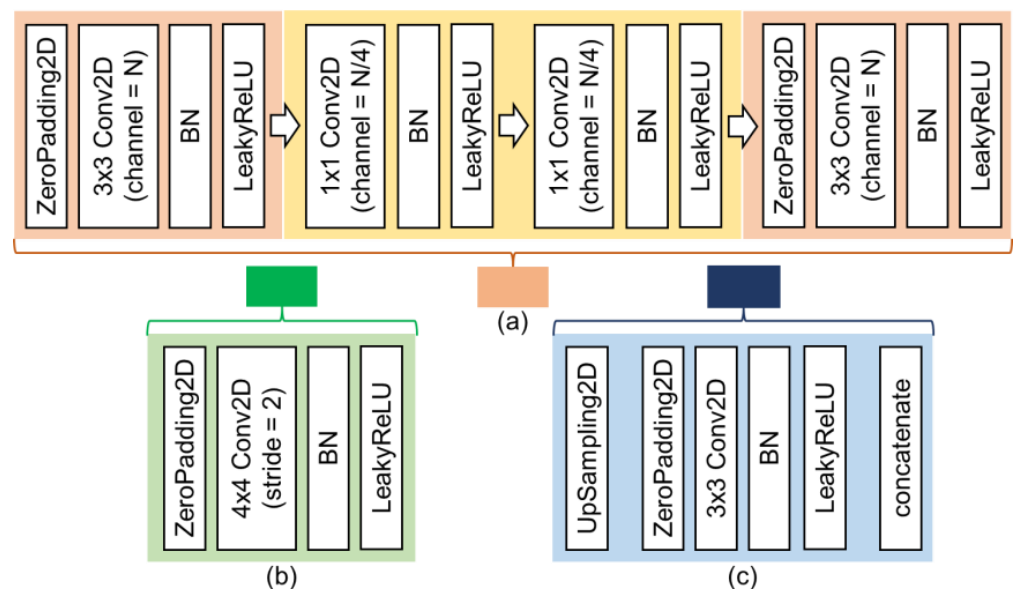 ZeroPadding2D
3x3 Conv2D
(channel = N)
BN
LeakyReLU
1x1 Conv2D
(channel = N/4)
BN
LeakyReLU
1x1 Conv2D
(channel = N/4)
BN
LeakyReLU
ZeroPadding2D
3x3 Conv2D
(channel = N)
BN
LeakyReLU
(a)
ZeroPadding2D
4x4 Conv2D
(stride = 2)
BN
LeakyReLU
(b)
UpSampling2D
ZeroPadding2D
3x3 Conv2D
BN
LeakyReLU
concatenate
(c)